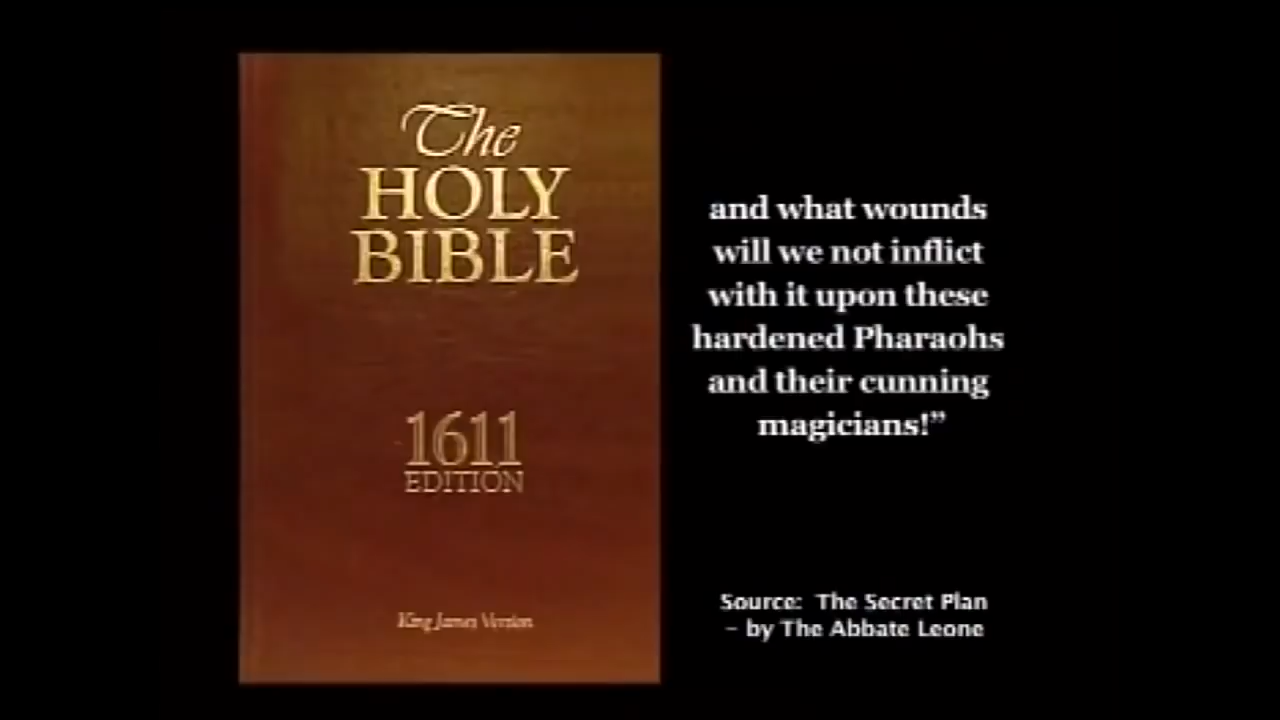 The
HOLY
BIBLE
1611
EDITION
King James Version
and what wounds
will we not inflict
with it upon these
hardened Pharaohs
and their cunning
magicians!”
Source:  The Secret Plan
– by The Abbate Leone